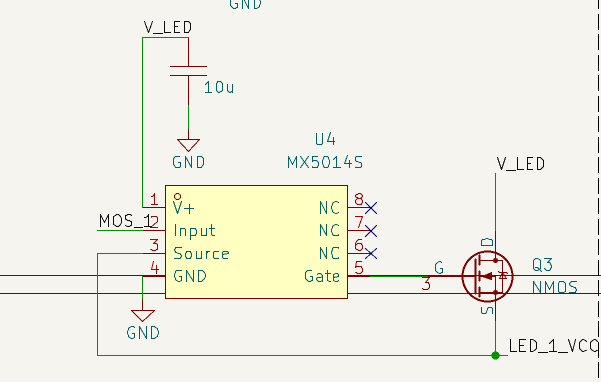 GND
V_LED
10u
GND
U4
MX5014S
V_LED
1 V+ NC 8
MOS_1 2 Input NC 7
3 Source NC 6
4 GND Gate 5
G
3
D
S
Q3
NMOS
GND
LED_1_VCC